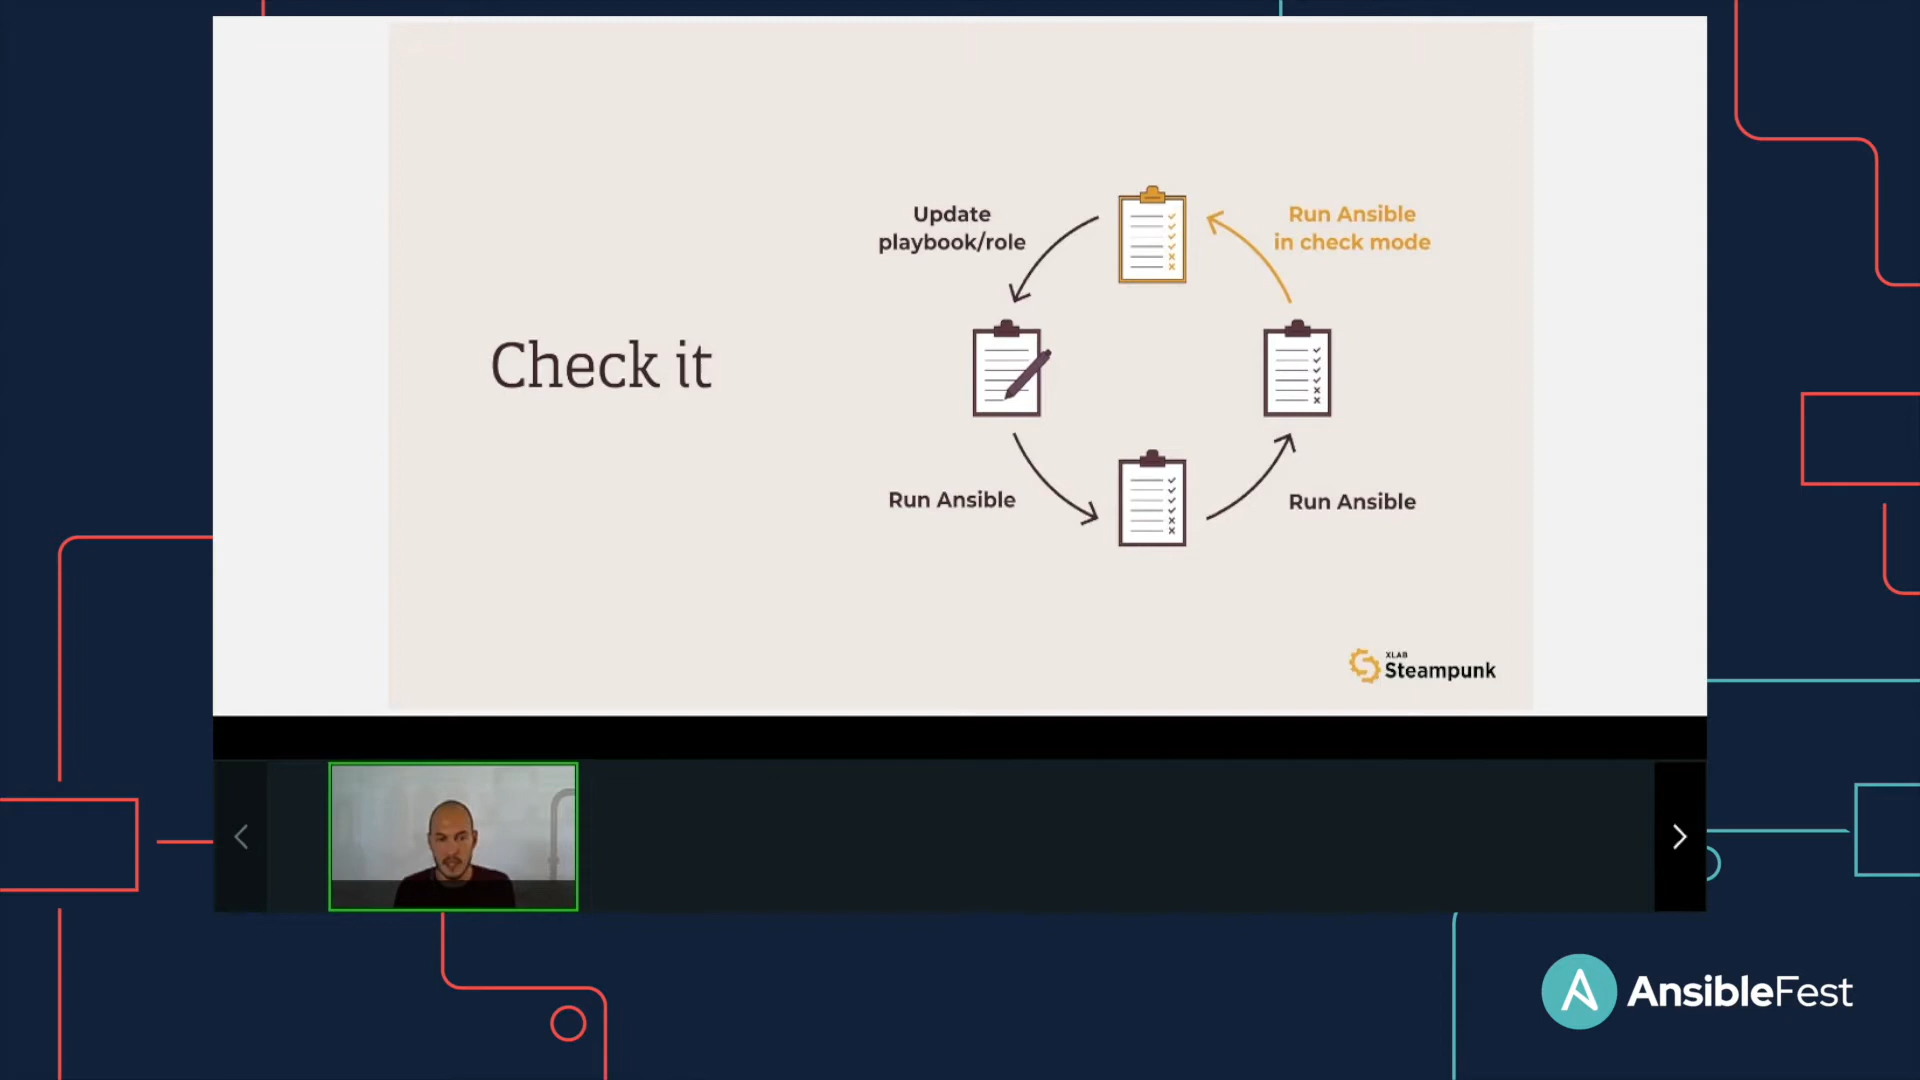 Update
playbook/role
Run Ansible
in check mode
Check it
Run Ansible
Run Ansible
XLAB
Steampunk
AnsibleFest